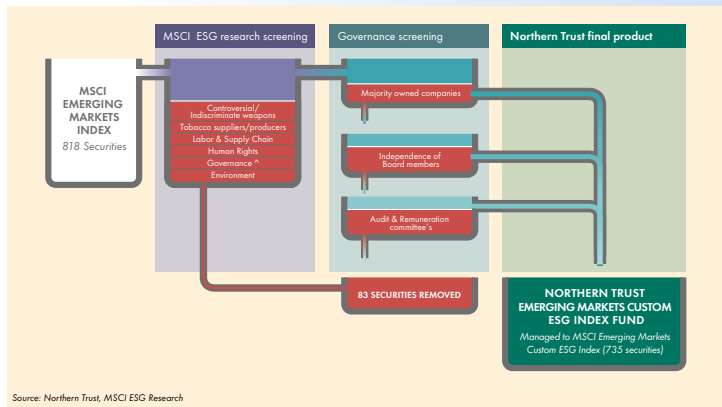 MSCI ESG research screening
Governance screening
Northern Trust final product
MSCI
EMERGING
MARKETS
INDEX
818 Securities
Controversial/
Indiscriminate weapons
Tobacco suppliers/producers
Labor & Supply Chain
Human Rights
Governance ^
Environment
Majority owned companies
Independence of
Board members
Audit & Remuneration
committee's
83 SECURITIES REMOVED
NORTHERN TRUST
EMERGING MARKETS CUSTOM
ESG INDEX FUND
Managed to MSCI Emerging Markets
Custom ESG Index (735 securities)
Source: Northern Trust, MSCI ESG Research